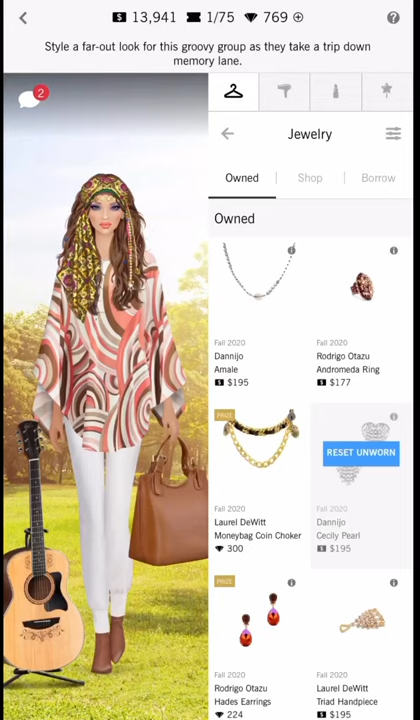 $ 13,941 1/75 769
?
Style a far-out look for this groovy group as they take a trip down
memory lane.
2
Jewelry
Owned | Shop | Borrow
Owned
Fall 2020
Dannijo
Amale
$ $195
Fall 2020
Rodrigo Otazu
Andromeda Ring
$ $177
PRIZE
Fall 2020
Laurel DeWitt
Moneybag Coin Choker
300
RESET UNWORN
Fall 2020
Dannijo
Cecily Pearl
$ $195
PRIZE
Fall 2020
Rodrigo Otazu
Hades Earrings
224
Fall 2020
Laurel DeWitt
Triad Handpiece
$ $195